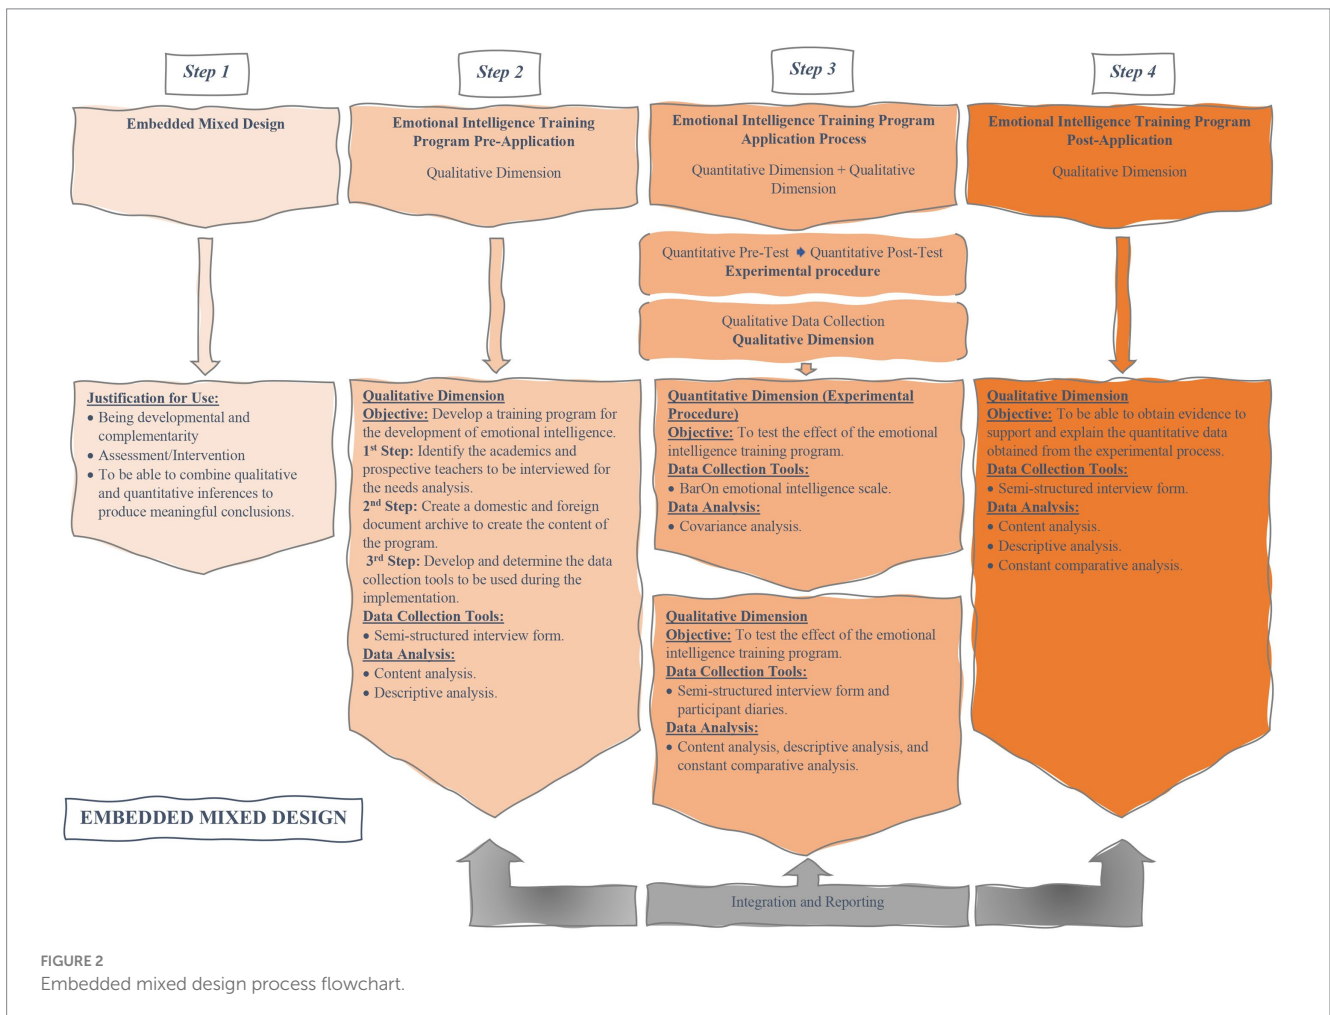 Step 1
Embedded Mixed Design
Justification for Use:
• Being developmental and
complementarity
• Assessment/Intervention
• To be able to combine qualitative
and quantitative inferences to
produce meaningful conclusions.
Step 2
Emotional Intelligence Training
Program Pre-Application
Qualitative Dimension
Qualitative Dimension
Objective: Develop a training program for
the development of emotional intelligence.
1st Step: Identify the academics and
prospective teachers to be interviewed for
the needs analysis.
2nd Step: Create a domestic and foreign
document archive to create the content of
the program.
3rd Step: Develop and determine the data
collection tools to be used during the
implementation.
Data Collection Tools:
• Semi-structured interview form.
Data Analysis:
• Content analysis.
• Descriptive analysis.
Step 3
Emotional Intelligence Training Program
Application Process
Quantitative Dimension + Qualitative
Dimension
Quantitative Pre-Test ➧ Quantitative Post-Test
Experimental procedure
Qualitative Data Collection
Qualitative Dimension
Quantitative Dimension (Experimental
Procedure)
Objective: To test the effect of the emotional
intelligence training program.
Data Collection Tools:
• BarOn emotional intelligence scale.
Data Analysis:
• Covariance analysis.
Qualitative Dimension
Objective: To test the effect of the emotional
intelligence training program.
Data Collection Tools:
• Semi-structured interview form and
participant diaries.
Data Analysis:
• Content analysis, descriptive analysis, and
constant comparative analysis.
Step 4
Emotional Intelligence Training Program
Post-Application
Qualitative Dimension
Qualitative Dimension
Objective: To be able to obtain evidence to
support and explain the quantitative data
obtained from the experimental process.
Data Collection Tools:
• Semi-structured interview form.
Data Analysis:
• Content analysis.
• Descriptive analysis.
• Constant comparative analysis.
EMBEDDED MIXED DESIGN
Integration and Reporting
FIGURE 2
Embedded mixed design process flowchart.